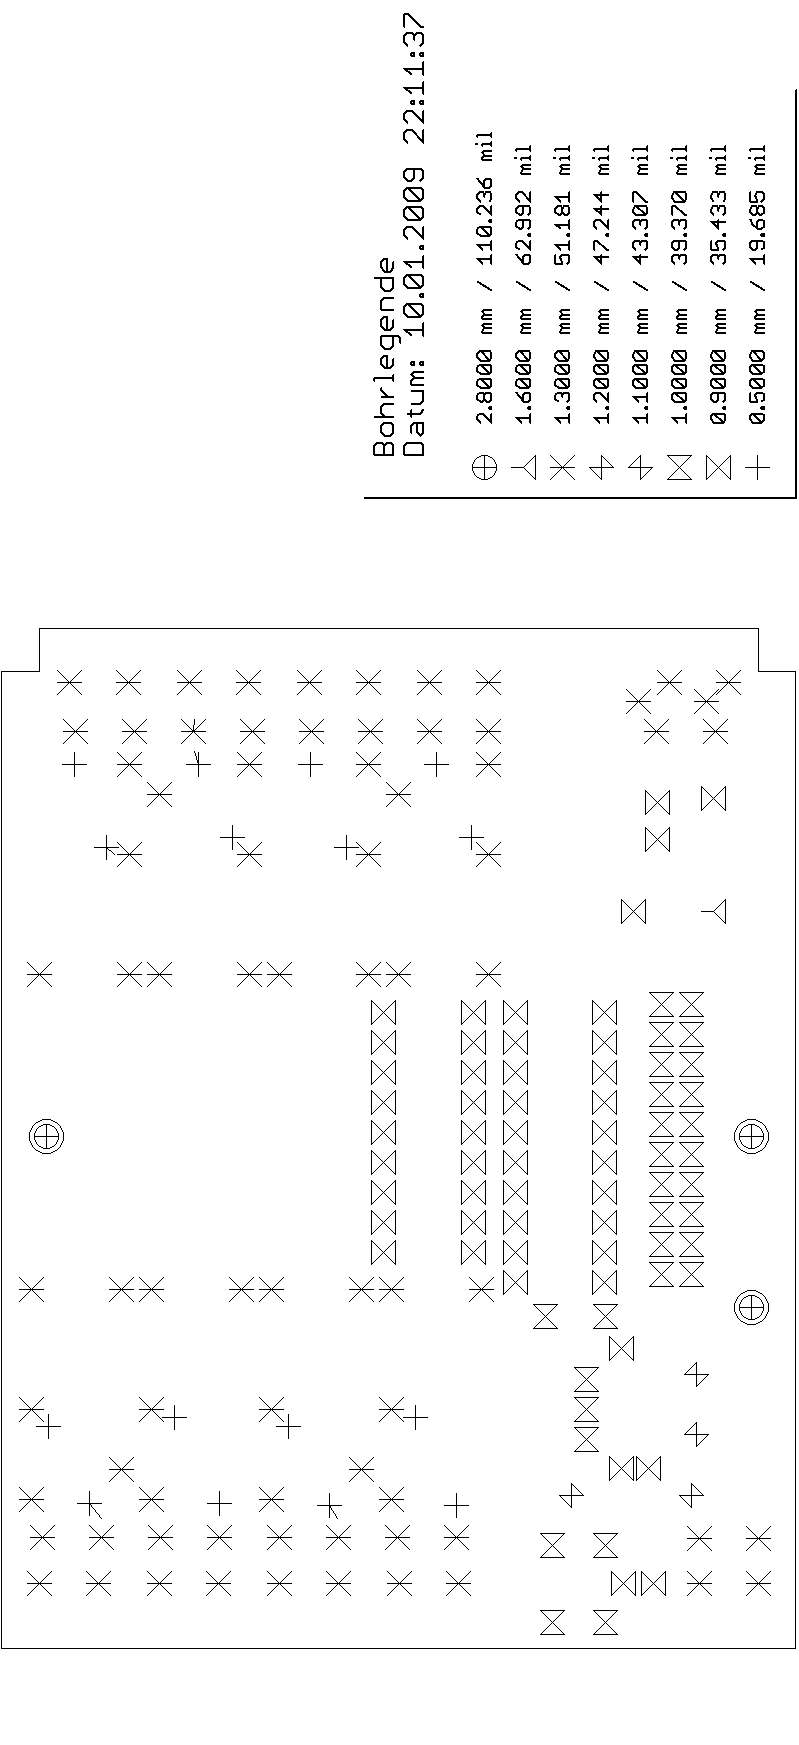 Bohrlegende
Datum: 10.01.2009 22:11:37
2.8000 mm / 110.236 mil
1.6000 mm / 62.992 mil
1.3000 mm / 51.181 mil
1.2000 mm / 47.244 mil
1.1000 mm / 43.307 mil
1.0000 mm / 39.370 mil
0.9000 mm / 35.433 mil
0.5000 mm / 19.685 mil